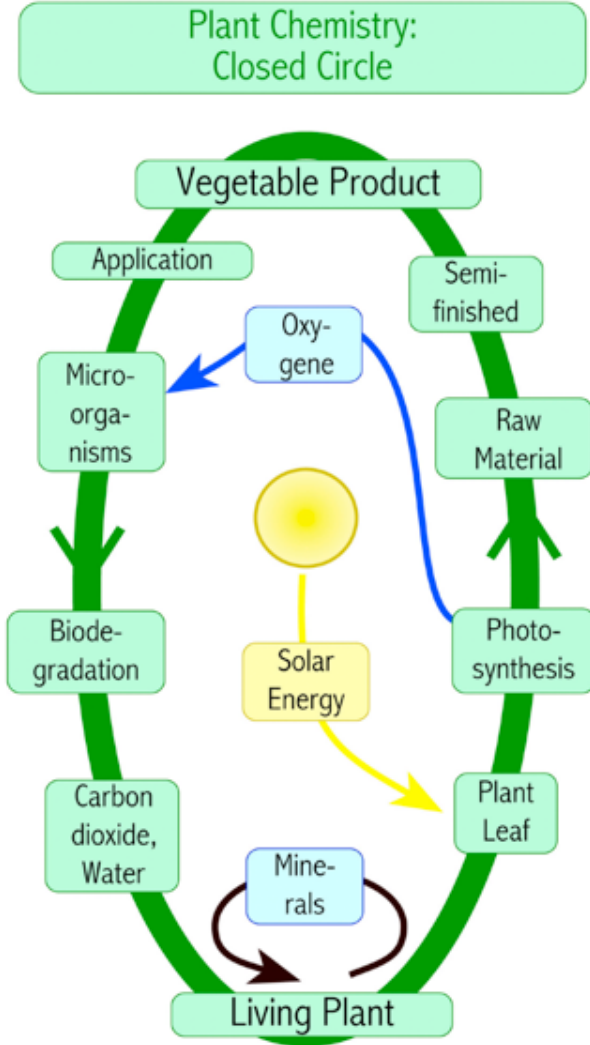 Plant Chemistry:
Closed Circle
Vegetable Product
Application
Semi-
finished
Oxy-
gene
Micro-
orga-
nisms
Raw
Material
Biode-
gradation
Photo-
synthesis
Solar
Energy
Carbon
dioxide,
Water
Plant
Leaf
Mine-
rals
Living Plant